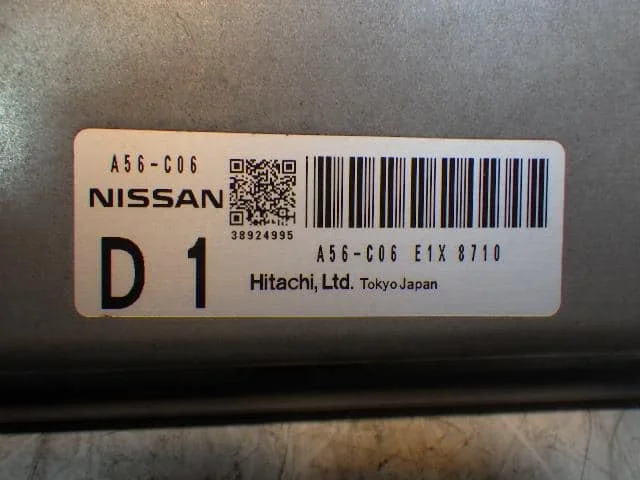 A56-C06
NISSAN
38924995
D 1
A56-C06 E1X 8710
Hitachi, Ltd. Tokyo Japan